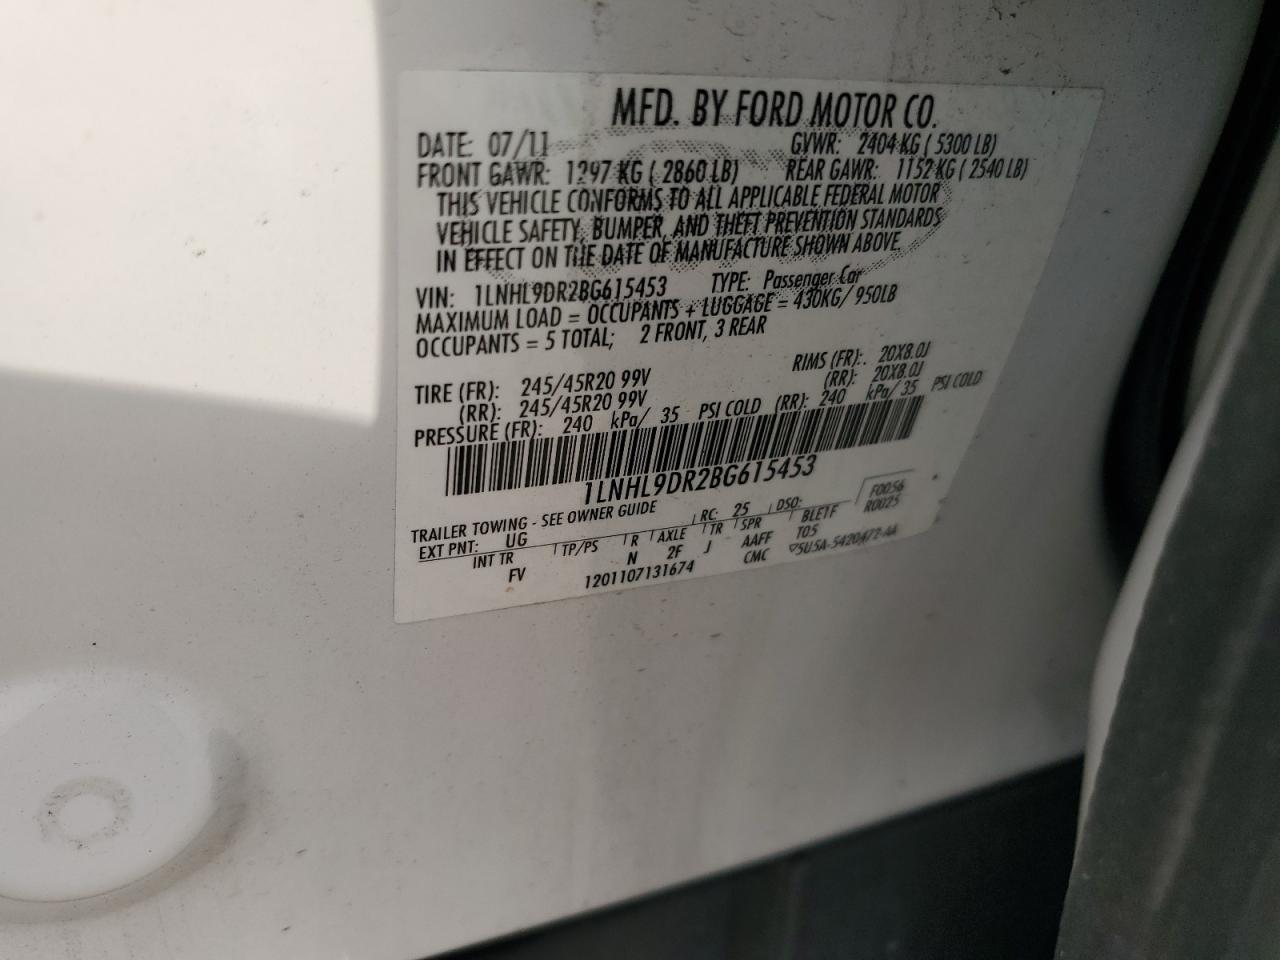 MFD. BY FORD MOTOR CO.
DATE: 07/11 GVWR: 2404 KG ( 5300 LB)
FRONT GAWR: 1297 KG ( 2860 LB) REAR GAWR: 1152 KG ( 2540 LB)
THIS VEHICLE CONFORMS TO ALL APPLICABLE FEDERAL MOTOR
VEHICLE SAFETY, BUMPER, AND THEFT PREVENTION STANDARDS
IN EFFECT ON THE DATE OF MANUFACTURE SHOWN ABOVE.
VIN: 1LNHL9DR2BG615453 TYPE: Passenger Car
MAXIMUM LOAD = OCCUPANTS + LUGGAGE = 430KG/ 950LB
OCCUPANTS = 5 TOTAL; 2 FRONT, 3 REAR
TIRE (FR): 245/45R20 99V RIMS (FR): 20X8.0J
(RR): 245/45R20 99V (RR): 20X8.0J
PRESSURE (FR): 240 kPa/ 35 PSI COLD (RR): 240 kPa/ 35 PSI COLD
1LNHL9DR2BG615453
TRAILER TOWING - SEE OWNER GUIDE
F0056
EXT PNT: UG RC: 25 DSO: R0025
INT TR TP/PS R AXLE TR SPR BLETF
FV N 2F J AAFF T05
1201107131674 CMC 5U5A-5420472-AA